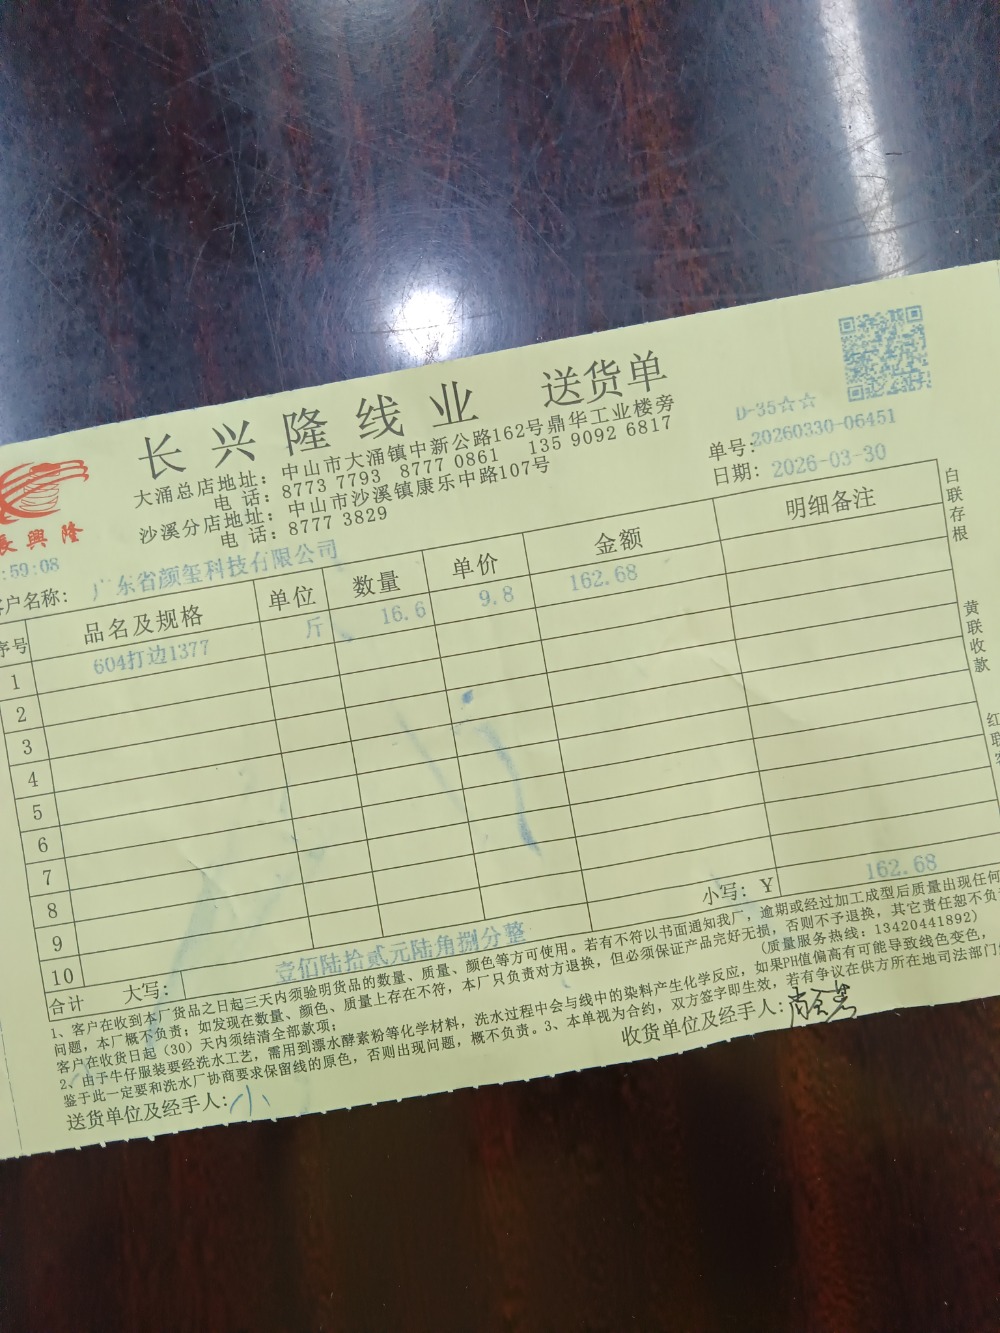 长兴隆线业 送货单
大涌总店地址：中山市大涌镇中新公路162号鼎华工业楼旁
电 话：8773 7793 8777 0861 135 9092 6817
沙溪分店地址：中山市沙溪镇康乐中路107号
电 话：8777 3829
長興隆
:59:08
D-35☆☆
单号：20260330-06451
日期：2026-03-30
客户名称：广东省颜玺科技有限公司
序号 品名及规格 单位 数量 单价 金额 明细备注
1 604打边1377 斤 16.6 9.8 162.68
2
3
4
5
6
7
8
9
10
合计 大写：壹佰陆拾贰元陆角捌分整 小写：Y 162.68
1、客户在收到本厂货品之日起三天内须验明货品的数量、质量、颜色等方可使用。若有不符以书面通知我厂，逾期或经过加工成型后质量出现任何
问题，本厂概不负责；如发现在数量、颜色、质量上存在不符，本厂只负责对方退换，但必须保证产品完好无损，否则不予退换，其它责任恕不负责
客户在收货日起（30）天内须结清全部款项；
(质量服务热线：13420441892)
2、由于牛仔服装要经洗水工艺，需用到漂水酵素粉等化学材料，洗水过程中会与线中的染料产生化学反应，如果PH值偏高有可能导致线色变色，
鉴于此一定要和洗水厂协商要求保留线的原色，否则出现问题，概不负责。3、本单视为合约，双方签字即生效，若有争议在供方所在地司法部门
送货单位及经手人：小
收货单位及经手人：
白联存根
黄联收款
红联客